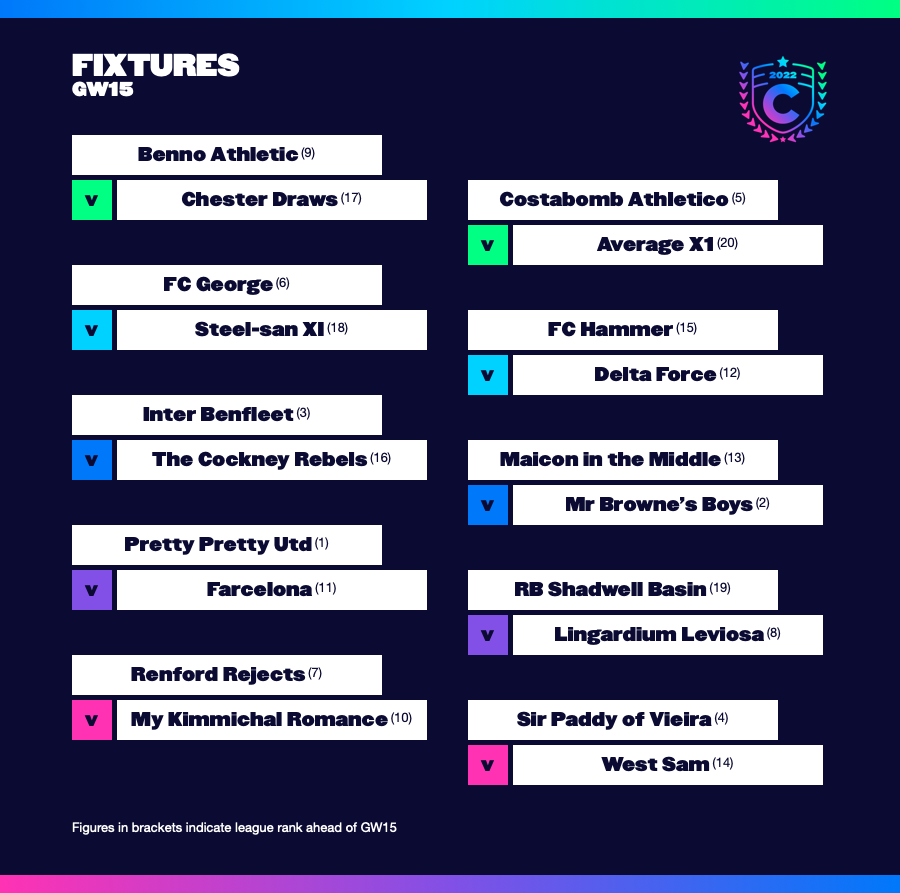 FIXTURES
GW15
2022
C
Benno Athletic (9)
v Chester Draws (17)
FC George (6)
v Steel-san XI (18)
Inter Benfleet (3)
v The Cockney Rebels (16)
Pretty Pretty Utd (1)
v Farcelona (11)
Renford Rejects (7)
v My Kimmichal Romance (10)
Costabomb Athletico (5)
v Average X1 (20)
FC Hammer (15)
v Delta Force (12)
Maicon in the Middle (13)
v Mr Browne’s Boys (2)
RB Shadwell Basin (19)
v Lingardium Leviosa (8)
Sir Paddy of Vieira (4)
v West Sam (14)
Figures in brackets indicate league rank ahead of GW15